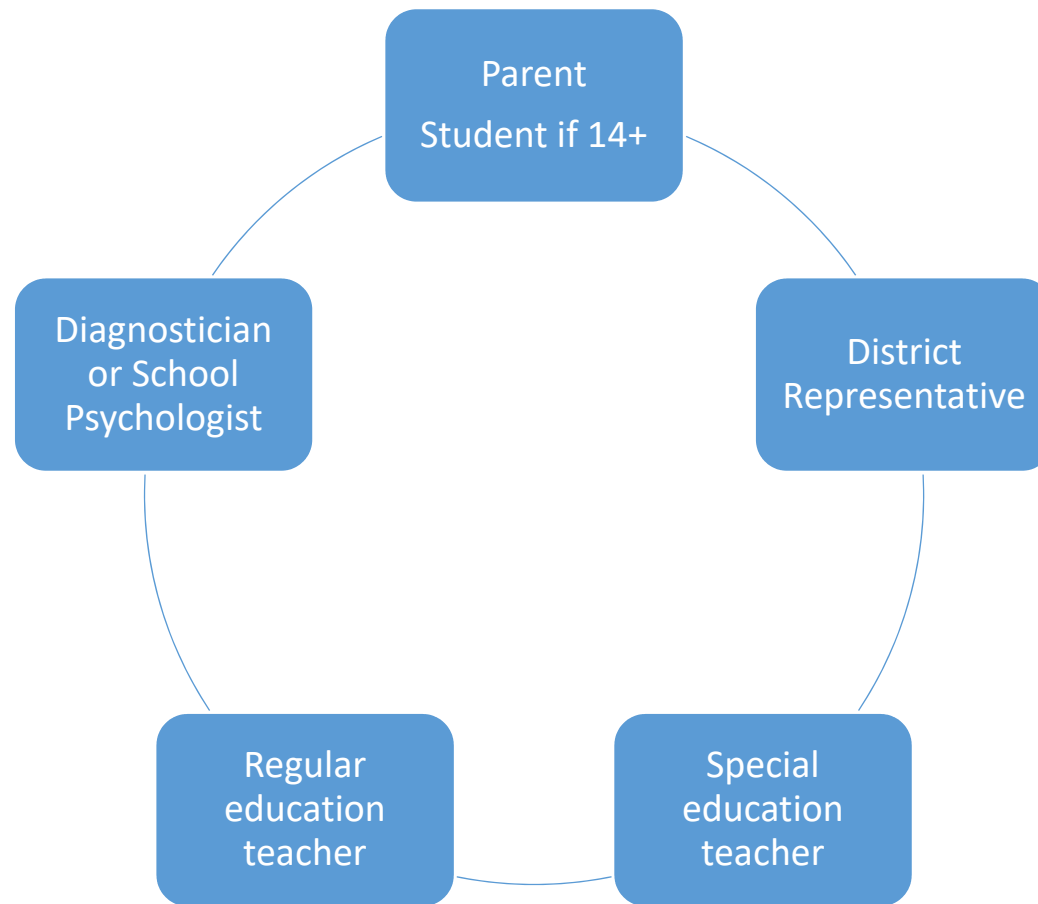 Parent
Student if 14+
Diagnostician
or School
Psychologist
District
Representative
Regular
education
teacher
Special
education
teacher